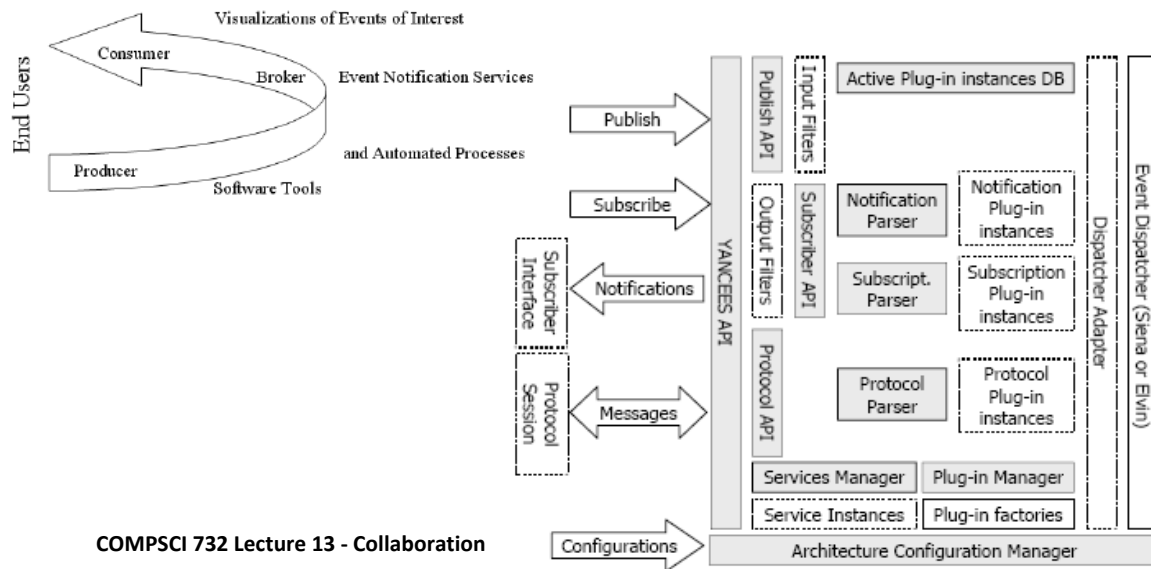 Visualizations of Events of Interest
Consumer
Broker
Event Notification Services
End Users
and Automated Processes
Producer
Software Tools
Publish
Subscribe
Subscriber
Interface
Notifications
Protocol
Session
Messages
Configurations
YANCEES API
Publish API
Input Filters
Output Filters
Subscriber API
Protocol API
Active Plug-in instances DB
Notification
Parser
Notification
Plug-in
instances
Subscript.
Parser
Subscription
Plug-in
instances
Protocol
Parser
Protocol
Plug-in
instances
Services Manager
Plug-in Manager
Service Instances
Plug-in factories
Dispatcher Adapter
Event Dispatcher (Siena or Elvin)
Architecture Configuration Manager
COMPSCI 732 Lecture 13 - Collaboration